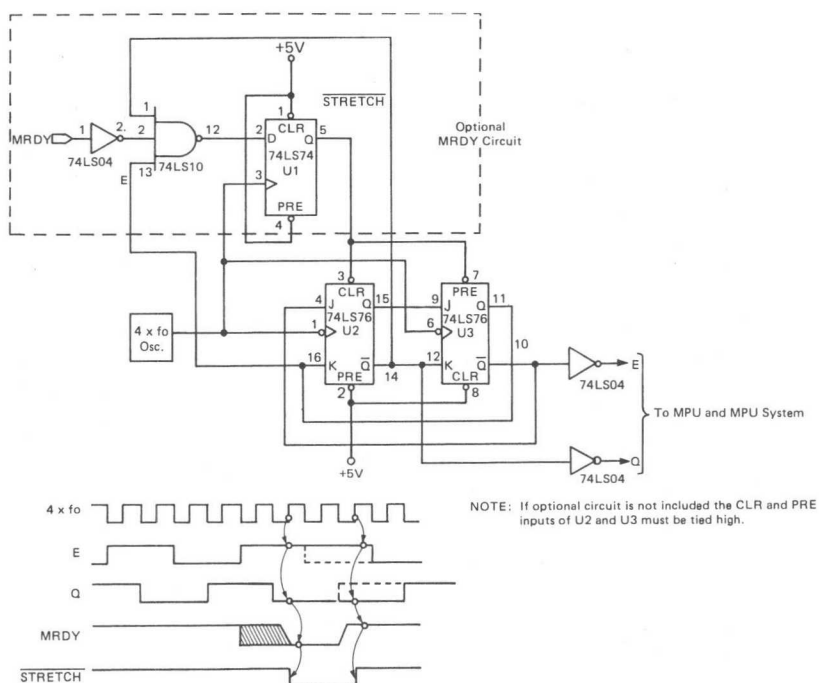 +5V
STRETCH
1
1
CLR
MRDY
1
2.
2
12
2
D
Q
5
Optional
MRDY Circuit
74LS04
13
74LS10
74LS74
U1
E
3
PRE
4
3
7
CLR
PRE
4
J
Q
15
9
J
Q
11
4 x fo
Osc.
1
74LS76
U2
6
74LS76
U3
10
16
K
Q
12
K
Q
E
14
PRE
CLR
74LS04
2
8
To MPU and MPU System
+5V
Q
74LS04
NOTE: If optional circuit is not included the CLR and PRE
inputs of U2 and U3 must be tied high.
4 x fo
E
Q
MRDY
STRETCH